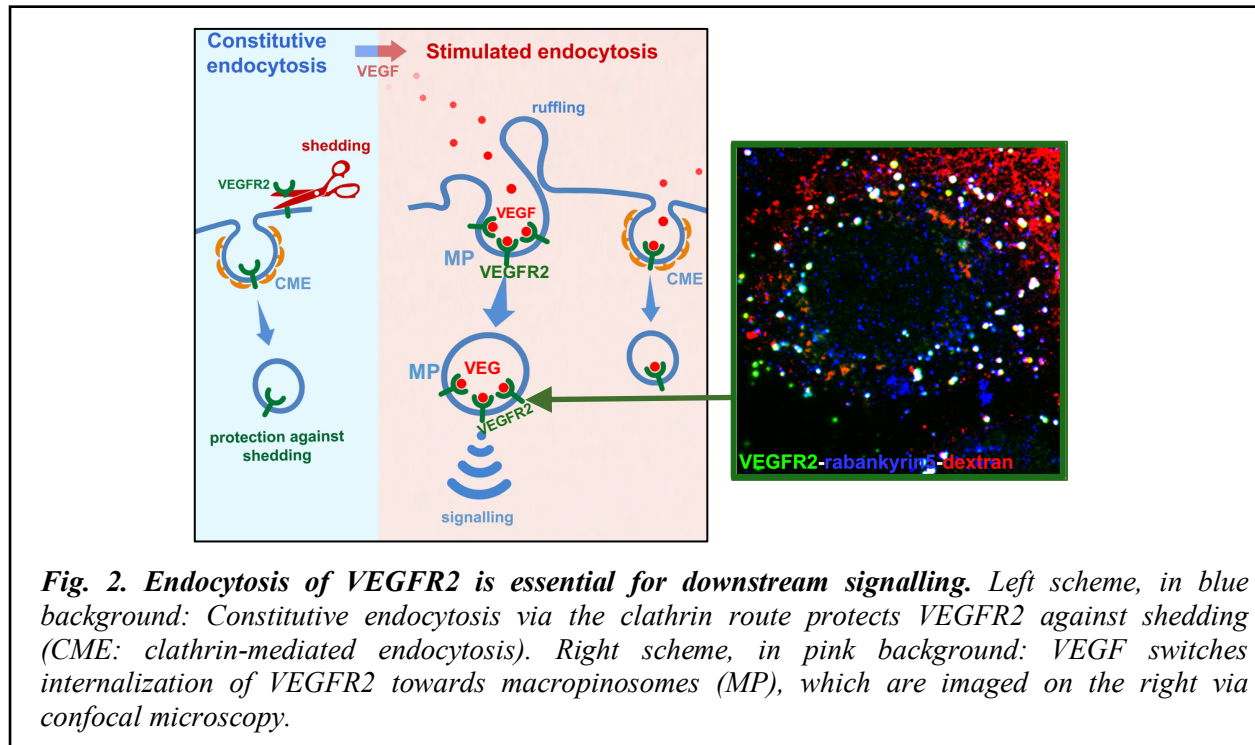 Constitutive
endocytosis
VEGF
Stimulated endocytosis
ruffling
shedding
VEGFR2
CME
protection against
shedding
VEGF
MP
VEGFR2
CME
MP
VEG
VEGFR2
signalling
VEGFR2-rabankyrin5-dextran
Fig. 2. Endocytosis of VEGFR2 is essential for downstream signalling. Left scheme, in blue
background: Constitutive endocytosis via the clathrin route protects VEGFR2 against shedding
(CME: clathrin-mediated endocytosis). Right scheme, in pink background: VEGF switches
internalization of VEGFR2 towards macropinosomes (MP), which are imaged on the right via
confocal microscopy.